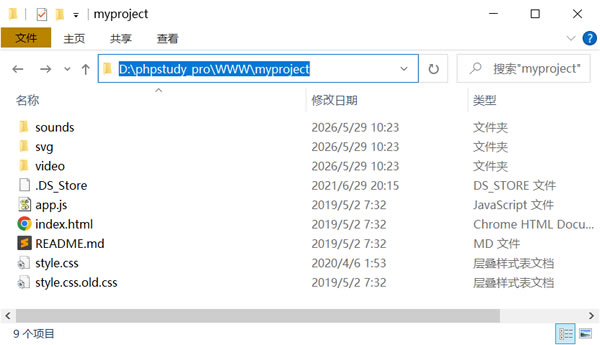 myproject
文件 主页 共享 查看
D:\phpstudy_pro\WWW\myproject 搜索"myproject"
名称 修改日期 类型
sounds 2026/5/29 10:23 文件夹
svg 2026/5/29 10:23 文件夹
video 2026/5/29 10:23 文件夹
.DS_Store 2021/6/29 20:15 DS_STORE 文件
app.js 2019/5/2 7:32 JavaScript 文件
index.html 2019/5/2 7:32 Chrome HTML Docu...
README.md 2019/5/2 7:32 MD 文件
style.css 2020/4/6 1:53 层叠样式表文档
style.css.old.css 2019/5/2 7:32 层叠样式表文档
9 个项目